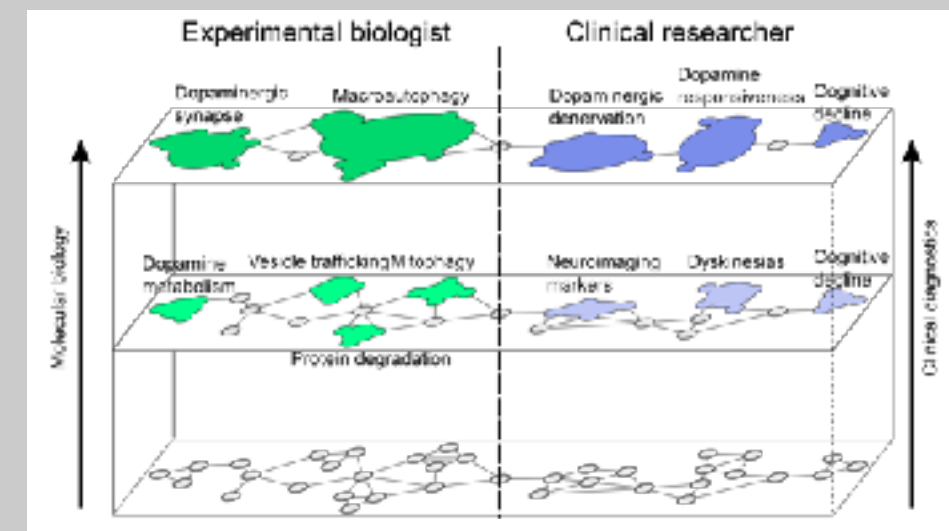 Experimental biologist
Clinical researcher
Dopaminergic
synapse
Macroautophagy
Dopaminergic
denervation
Dopamine
responsiveness
Cognitive
decline
Molecular biology
Clinical diagnostics
Dopamine
metabolism
Vesicle trafficking
Mitophagy
Neuroimaging
markers
Dyskinesias
Cognitive
decline
Protein degradation